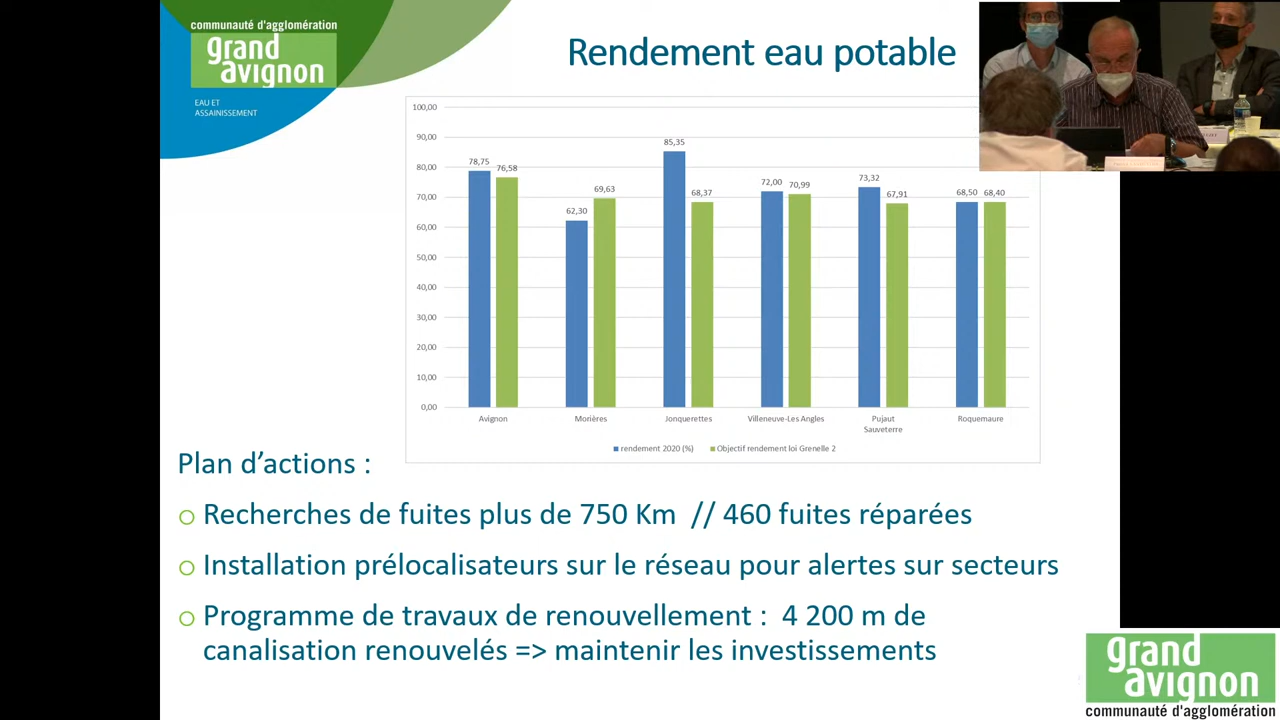 communauté d'agglomération
grand
avignon
EAU ET
ASSAINISSEMENT
Rendement eau potable
100,00
90,00
80,00
70,00
60,00
50,00
40,00
30,00
20,00
10,00
0,00
78,75
76,58
62,30
69,63
85,35
68,37
72,00
70,99
73,32
67,91
68,50
68,40
Avignon
Morières
Jonquerettes
Villeneuve-Les Angles
Pujaut
Sauveterre
Roquemaure
rendement 2020 (%)
Objectif rendement loi Grenelle 2
Plan d'actions :
Recherches de fuites plus de 750 Km // 460 fuites réparées
Installation prélocalisateurs sur le réseau pour alertes sur secteurs
Programme de travaux de renouvellement : 4 200 m de
canalisation renouvelés => maintenir les investissements
grand
avignon
communauté d'agglomération